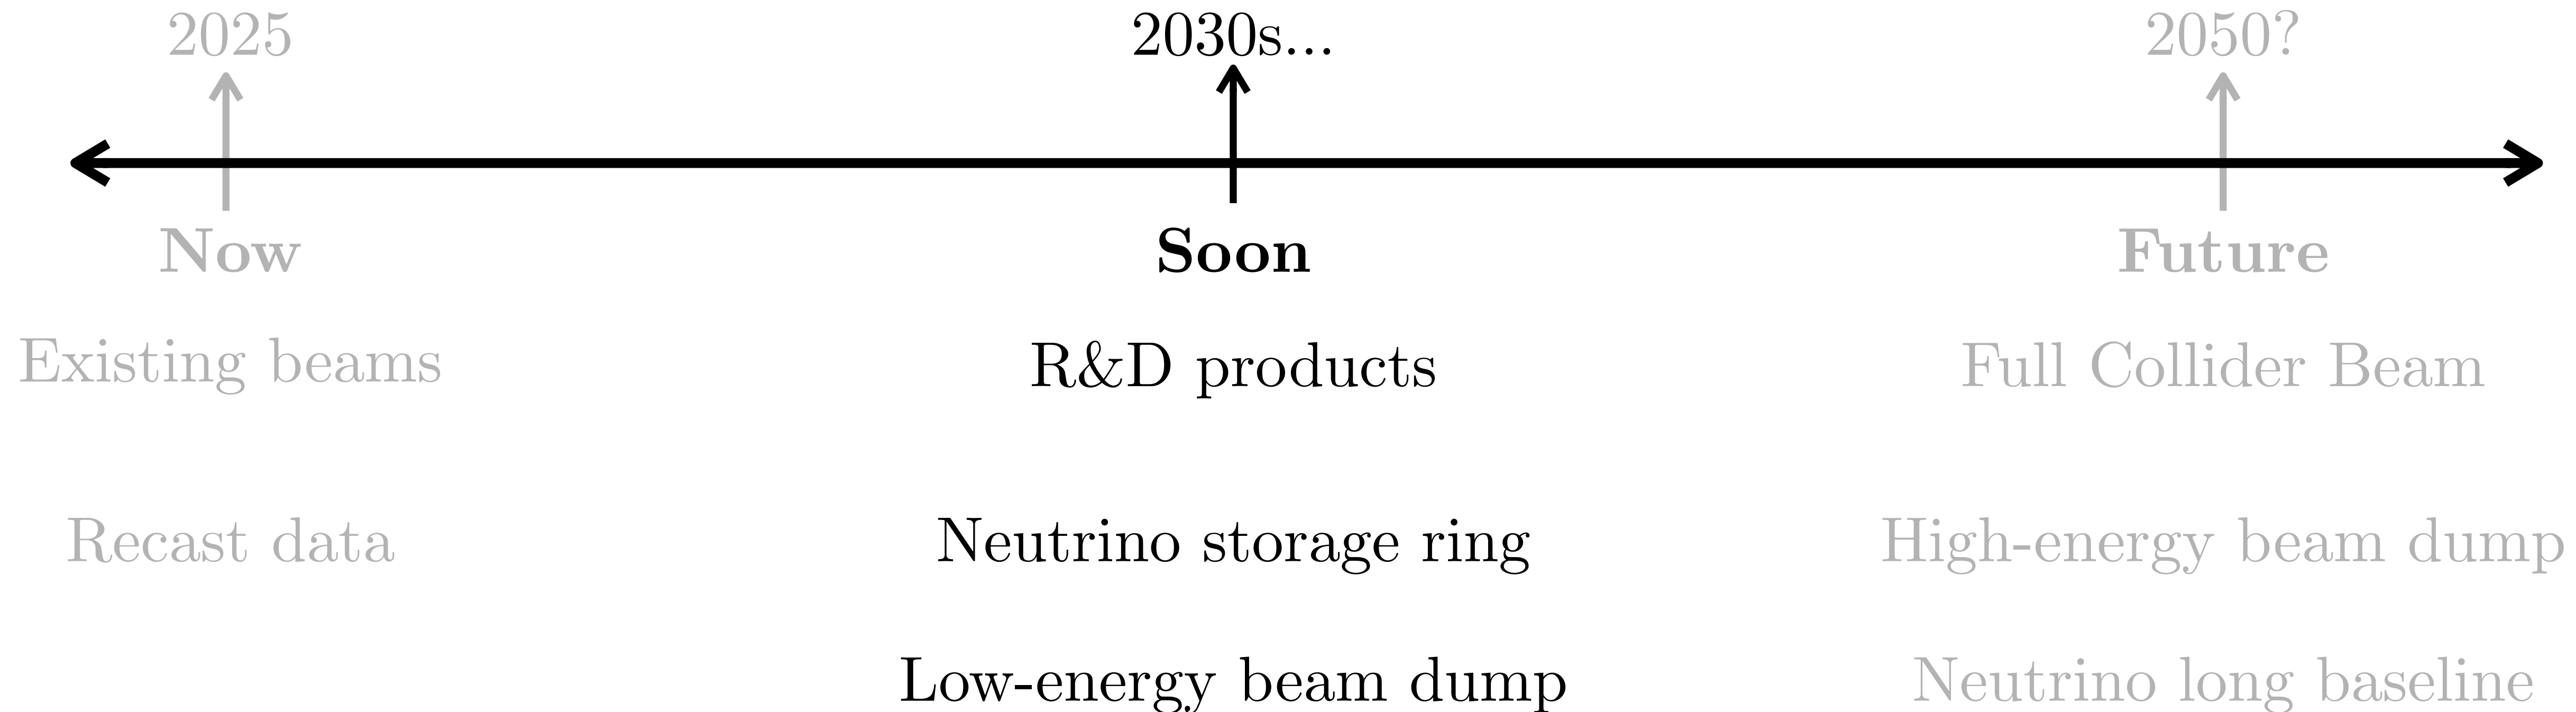 2025
2030s...
2050?
Now
Soon
Future
Existing beams
R&D products
Full Collider Beam
Recast data
Neutrino storage ring
High-energy beam dump
Low-energy beam dump
Neutrino long baseline